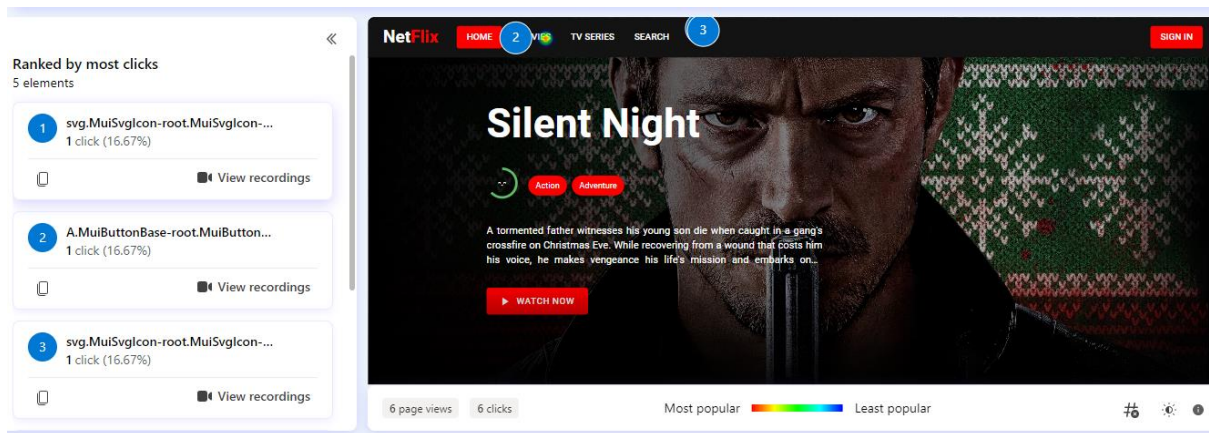 Ranked by most clicks
5 elements
1
svg.MuiSvgIcon-root.MuiSvgIcon-...
1 click (16.67%)
View recordings
2
A.MuiButtonBase-root.MuiButton...
1 click (16.67%)
View recordings
3
svg.MuiSvgIcon-root.MuiSvgIcon-...
1 click (16.67%)
View recordings
NetFlix HOME 2 TV SERIES SEARCH 3 SIGN IN
Silent Night
Action Adventure
A tormented father witnesses his young son die when caught in a gang's
crossfire on Christmas Eve. While recovering from a wound that costs him
his voice, he makes vengeance his life's mission and embarks on...
WATCH NOW
6 page views 6 clicks Most popular Least popular